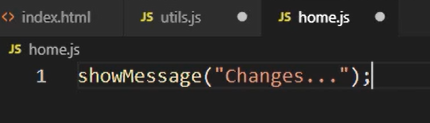 <> index.html JS utils.js JS home.js
JS home.js
1 showMessage("Changes...");